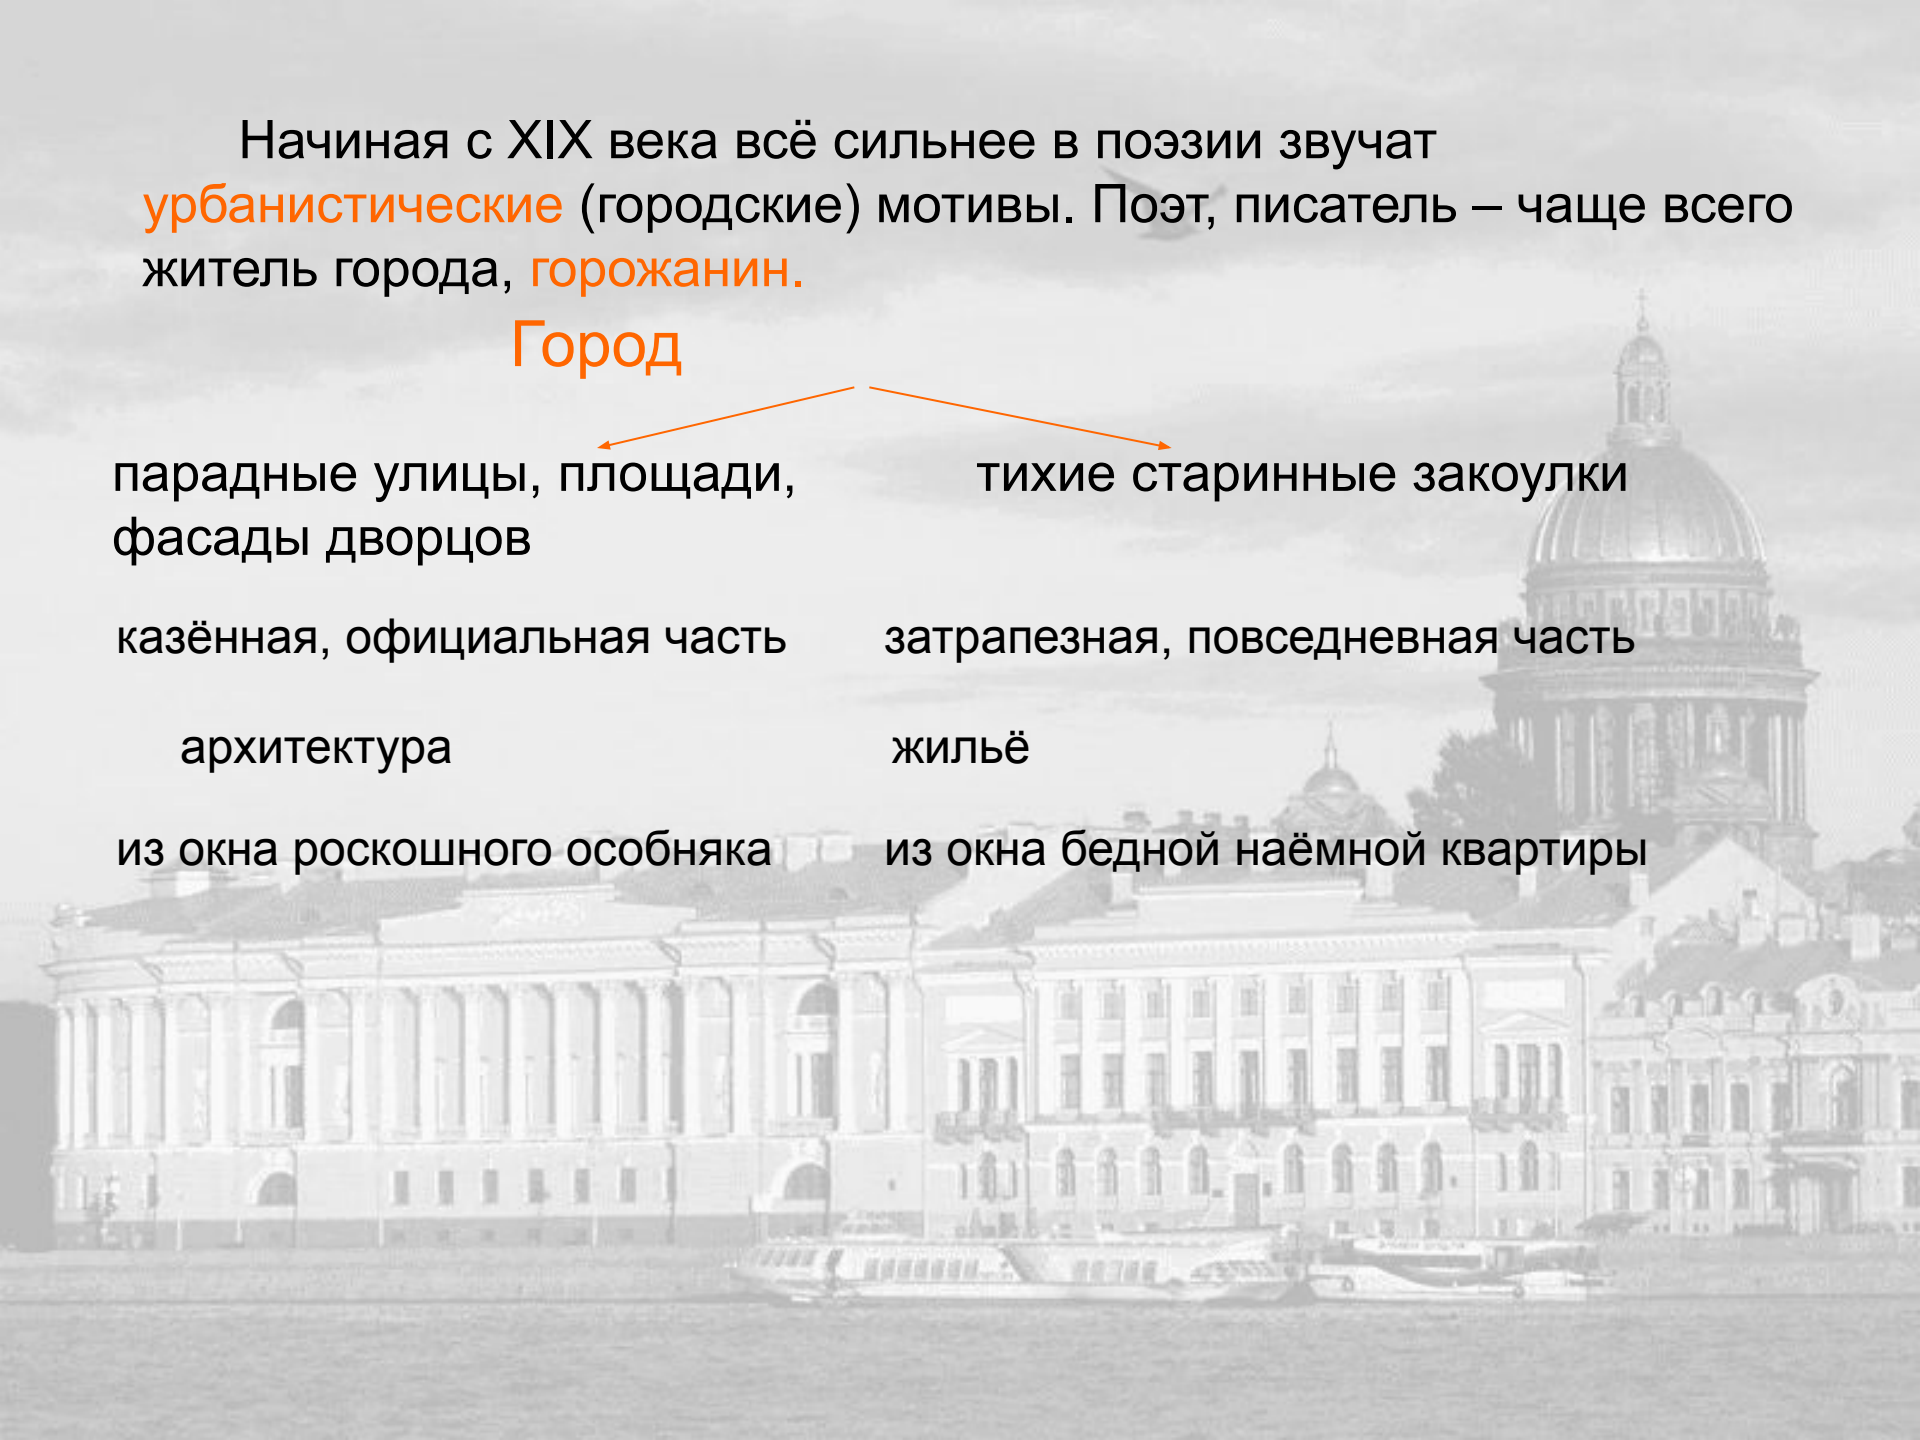 Начиная с XIX века всё сильнее в поэзии звучат
урбанистические (городские) мотивы. Поэт, писатель – чаще всего
житель города, горожанин.
Город
парадные улицы, площади,
фасады дворцов
тихие старинные закоулки
казённая, официальная часть
затрапезная, повседневная часть
архитектура
жильё
из окна роскошного особняка
из окна бедной наёмной квартиры